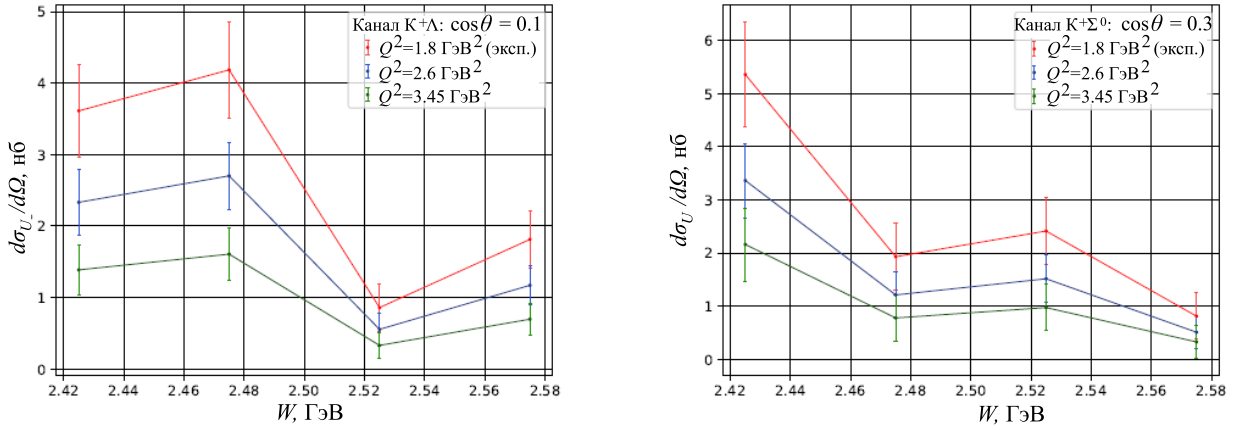 Канал K⁺Λ: cosθ = 0.1
Q²=1.8 ГэВ² (эксп.)
Q²=2.6 ГэВ²
Q²=3.45 ГэВ²
5
4
3
2
1
0
dσ_U_/dΩ, нб
2.42 2.44 2.46 2.48 2.50 2.52 2.54 2.56 2.58
W, ГэВ
Канал K⁺Σ⁰: cosθ = 0.3
Q²=1.8 ГэВ² (эксп.)
Q²=2.6 ГэВ²
Q²=3.45 ГэВ²
6
5
4
3
2
1
0
dσ_U /dΩ, нб
2.42 2.44 2.46 2.48 2.50 2.52 2.54 2.56 2.58
W, ГэВ